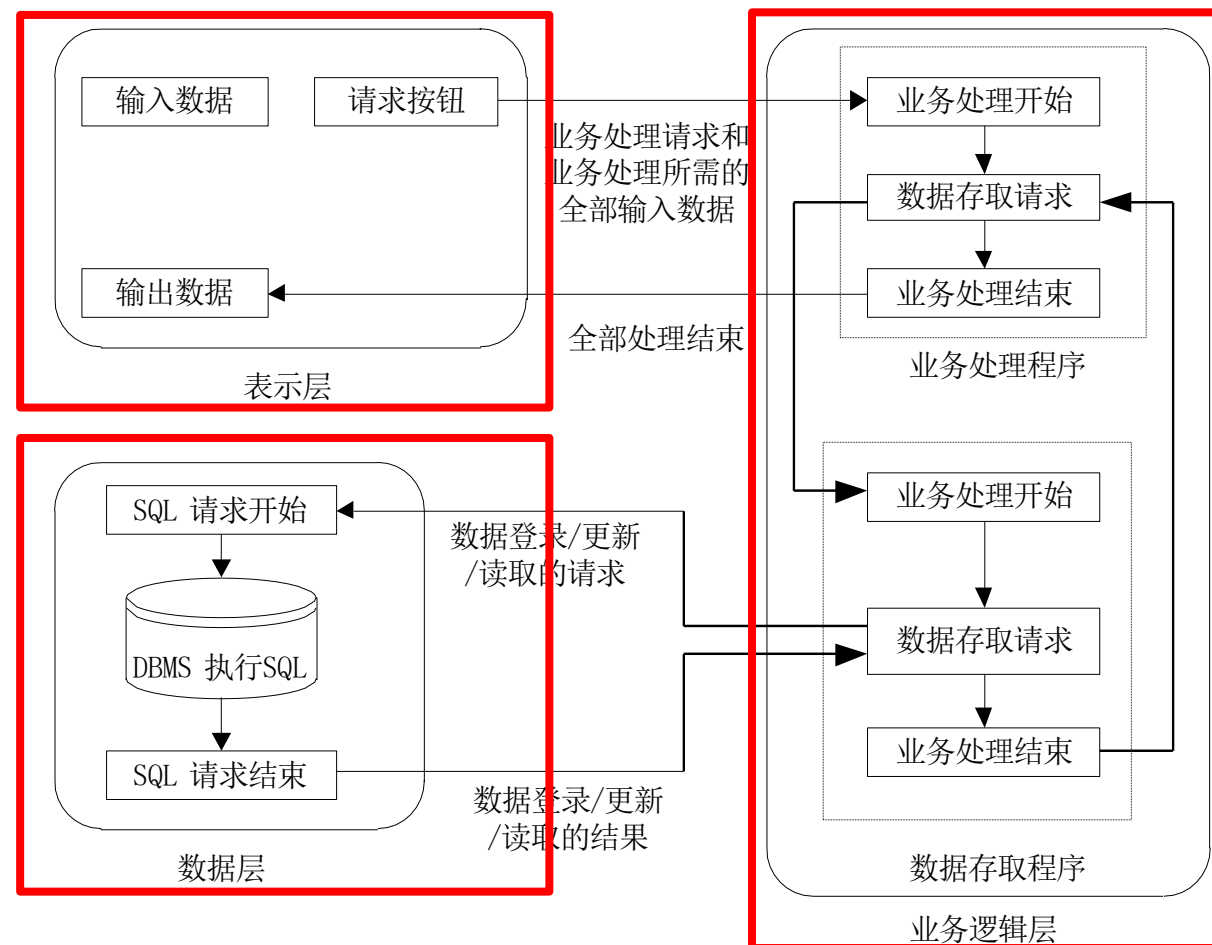 输入数据
请求按钮
业务处理请求和
业务处理所需的
全部输入数据
输出数据
全部处理结束
表示层
业务处理开始
数据存取请求
业务处理结束
业务处理程序
SQL 请求开始
DBMS 执行SQL
SQL 请求结束
数据层
数据登录/更新
/读取的请求
数据登录/更新
/读取的结果
业务处理开始
数据存取请求
业务处理结束
数据存取程序
业务逻辑层